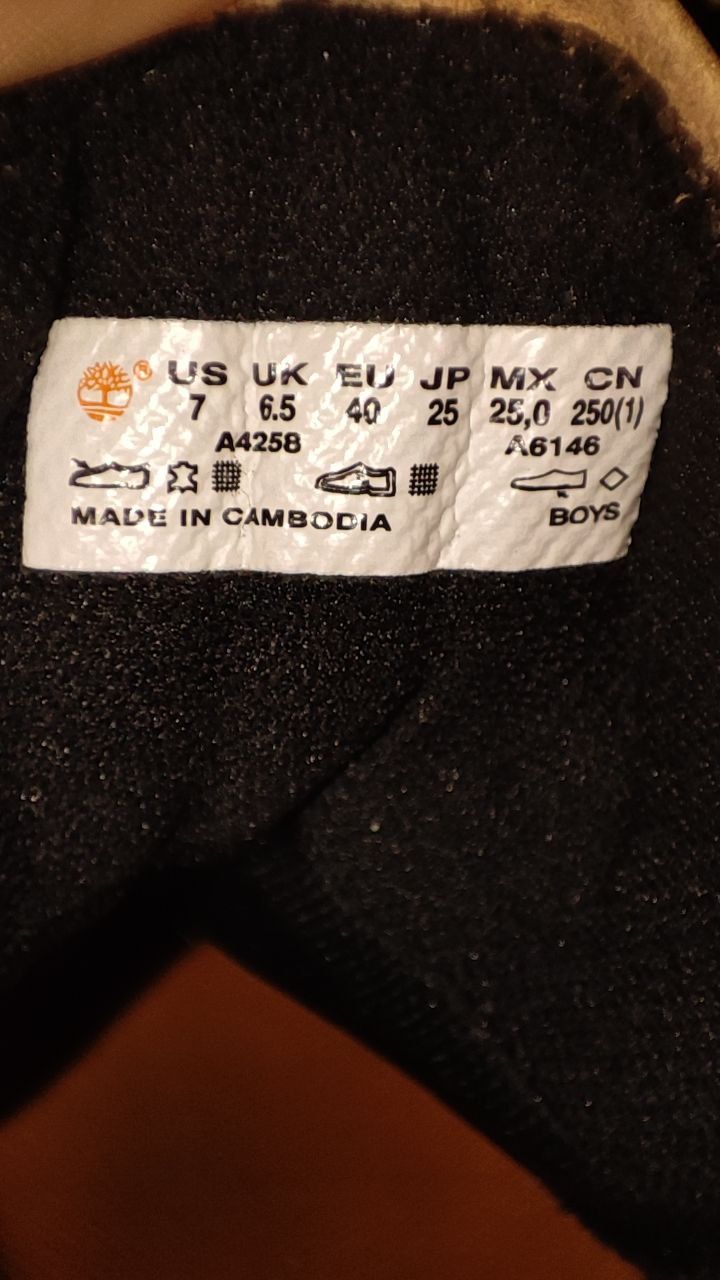 ® US UK EU JP MX CN
7 6.5 40 25 25,0 250(1)
A4258 A6146
MADE IN CAMBODIA BOYS